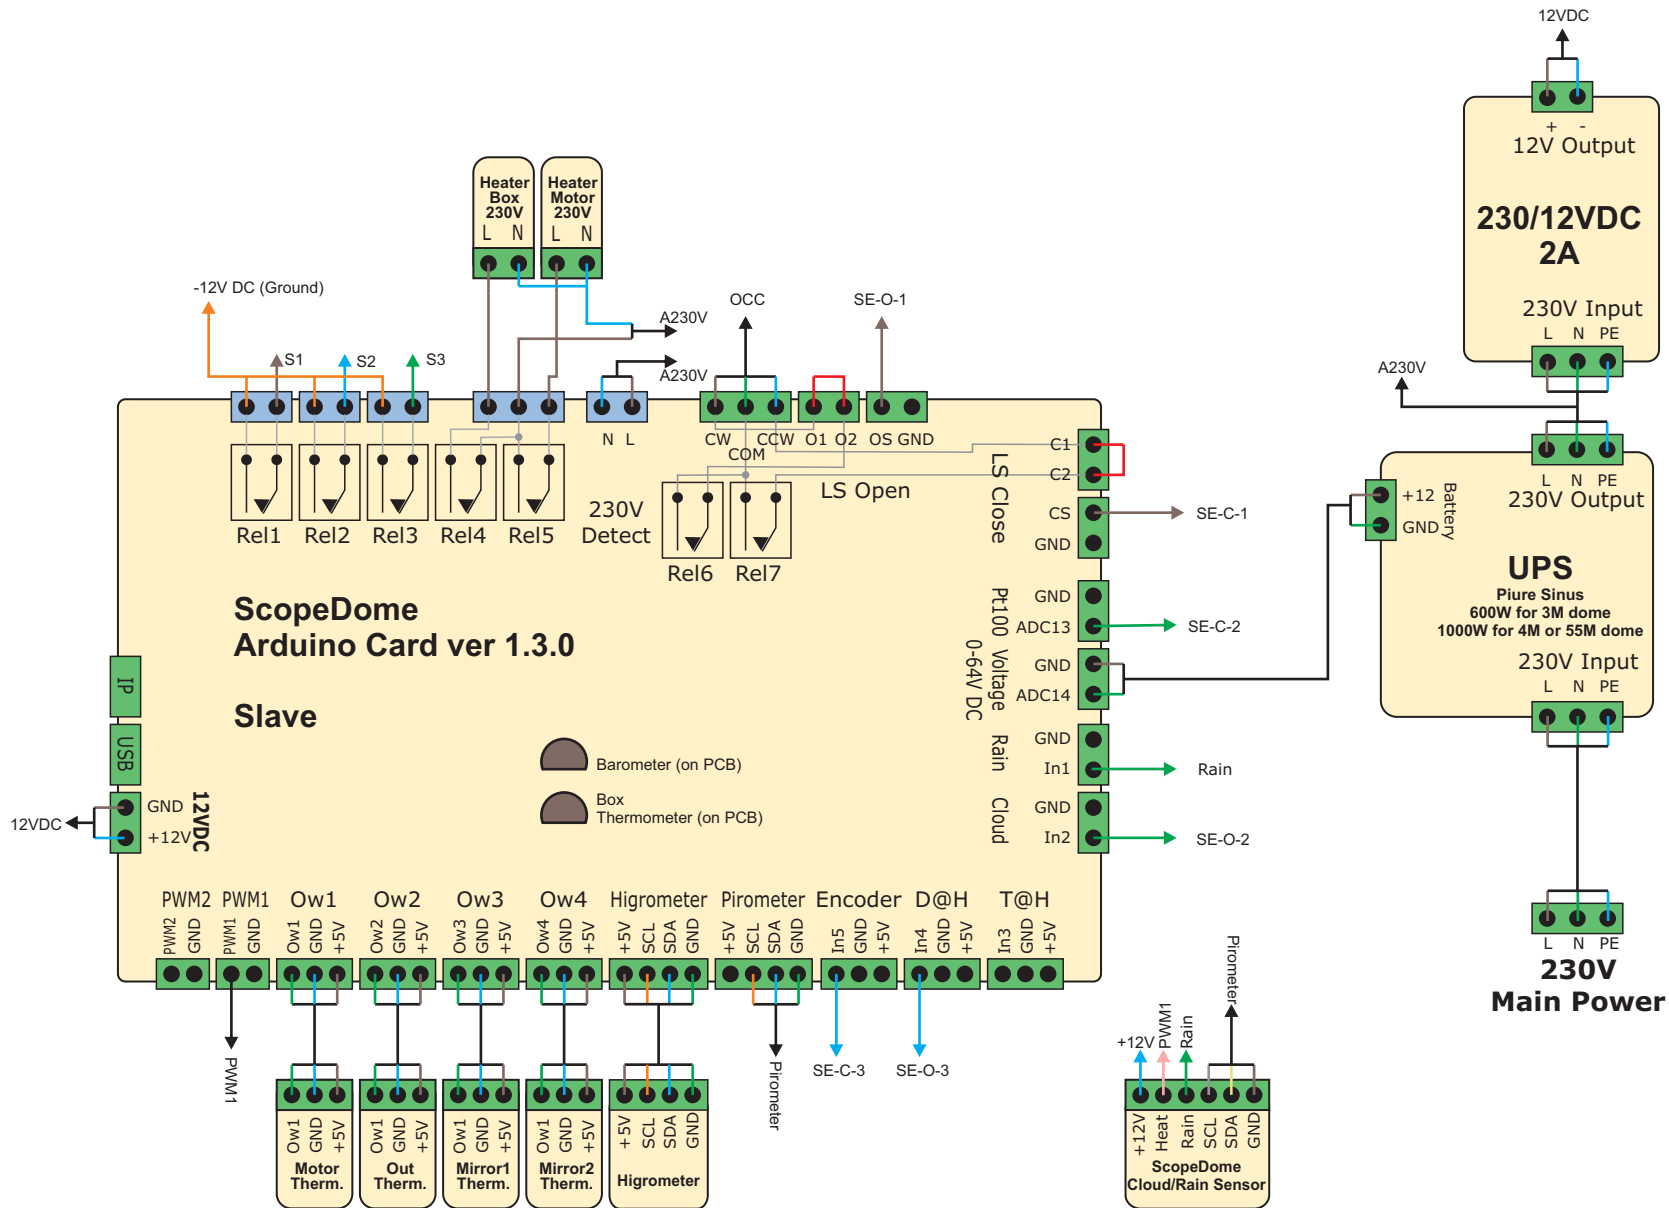 12VDC
+ -
12V Output
230/12VDC
2A
230V Input
L N PE
A230V
Heater
Box
230V
L N
Heater
Motor
230V
L N
-12V DC (Ground)
S1
S2
S3
A230V
A230V
OCC
SE-O-1
N L
CW
COM
CCW
O1 O2
OS GND
LS Open
230V
Detect
Rel1
Rel2
Rel3
Rel4
Rel5
Rel6
Rel7
C1
C2
LS Close
CS
GND
SE-C-1
GND
ADC13
Pt100
SE-C-2
GND
ADC14
Voltage
0-64V DC
GND
In1
Rain
Rain
GND
In2
Cloud
SE-O-2
L N PE
230V Output
+12
GND
Battery
UPS
Piure Sinus
600W for 3M dome
1000W for 4M or 55M dome
230V Input
L N PE
L N PE
230V
Main Power
ScopeDome
Arduino Card ver 1.3.0
Slave
Barometer (on PCB)
Box
Thermometer (on PCB)
IP
USB
12VDC
GND
+12V
12VDC
PWM2
PWM2
GND
PWM1
PWM1
GND
Ow1
Ow1
GND
+5V
Ow2
Ow2
GND
+5V
Ow3
Ow3
GND
+5V
Ow4
Ow4
GND
+5V
Higrometer
+5V
SCL
SDA
GND
Pirometer
+5V
SCL
SDA
GND
Encoder
In5
GND
+5V
D@H
In4
GND
+5V
T@H
In3
GND
+5V
PWM1
Pirometer
SE-C-3
SE-O-3
Ow1
GND
+5V
Motor
Therm.
Ow1
GND
+5V
Out
Therm.
Ow1
GND
+5V
Mirror1
Therm.
Ow1
GND
+5V
Mirror2
Therm.
+5V
SCL
SDA
GND
Higrometer
+12V
PWM1
Rain
Pirometer
+12V
Heat
Rain
SCL
SDA
GND
ScopeDome
Cloud/Rain Sensor